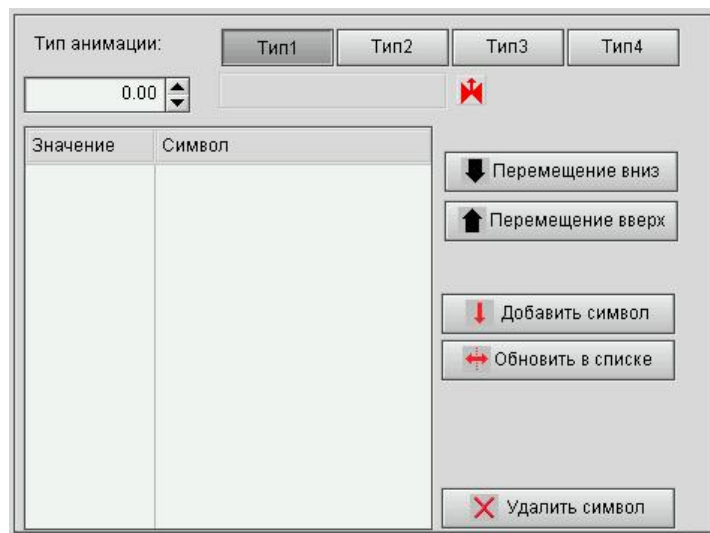 Тип анимации: Тип1 Тип2 Тип3 Тип4
0.00
Значение Символ
Перемещение вниз
Перемещение вверх
Добавить символ
Обновить в списке
Удалить символ